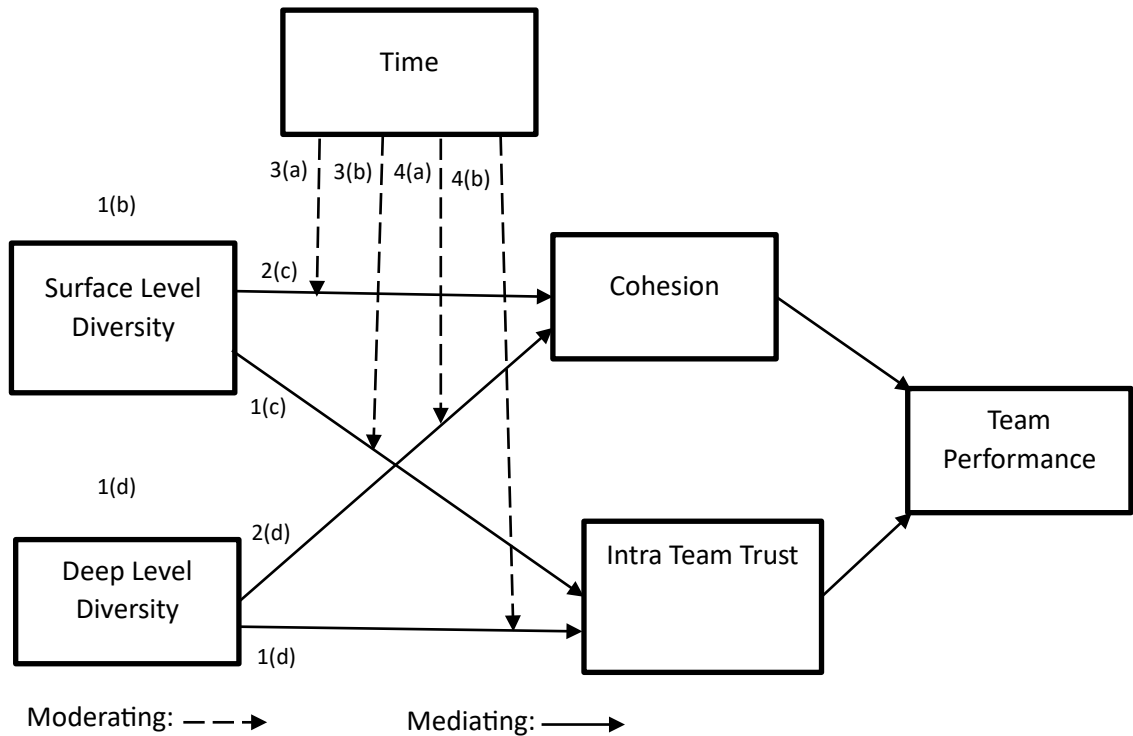 Time
3(a)
3(b)
4(a)
4(b)
1(b)
Surface Level
Diversity
2(c)
Cohesion
1(c)
Team
Performance
1(d)
2(d)
Deep Level
Diversity
Intra Team Trust
1(d)
Moderating:
Mediating: